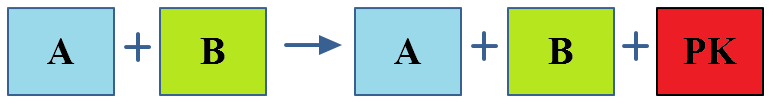 A + B → A + B + PK